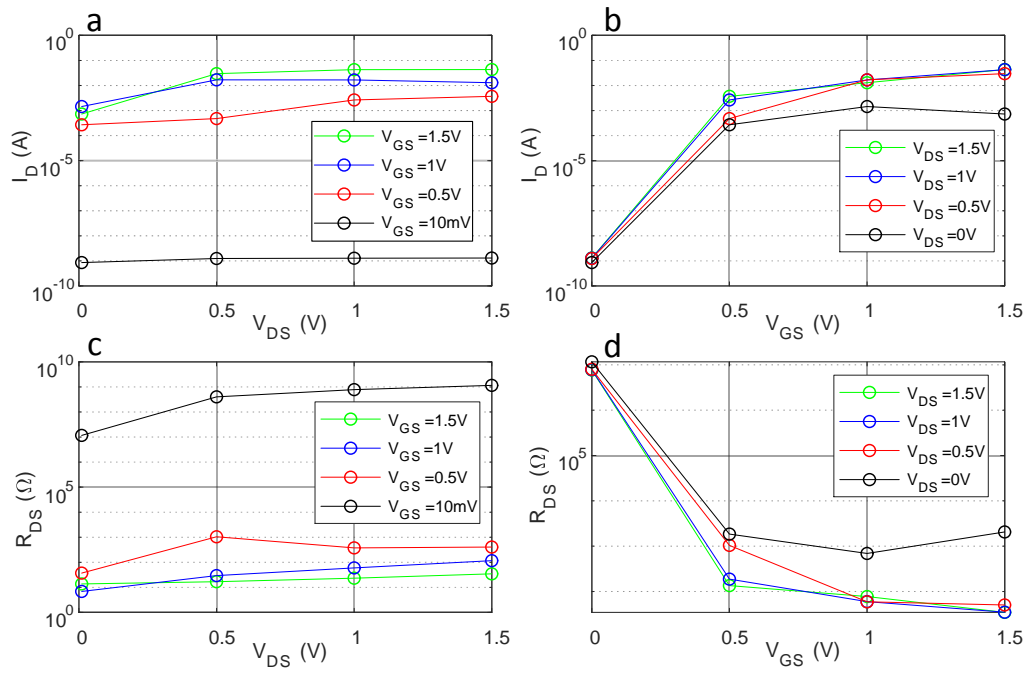 a
b
10^0
10^-5
10^-10
I_D (A)
0
0.5
1
1.5
V_DS (V)
V_GS =1.5V
V_GS =1V
V_GS =0.5V
V_GS =10mV
10^0
10^-5
10^-10
I_D (A)
0
0.5
1
1.5
V_GS (V)
V_DS =1.5V
V_DS =1V
V_DS =0.5V
V_DS =0V
c
d
10^10
10^5
10^0
R_DS (Ω)
0
0.5
1
1.5
V_DS (V)
V_GS =1.5V
V_GS =1V
V_GS =0.5V
V_GS =10mV
10^5
R_DS (Ω)
0
0.5
1
1.5
V_GS (V)
V_DS =1.5V
V_DS =1V
V_DS =0.5V
V_DS =0V